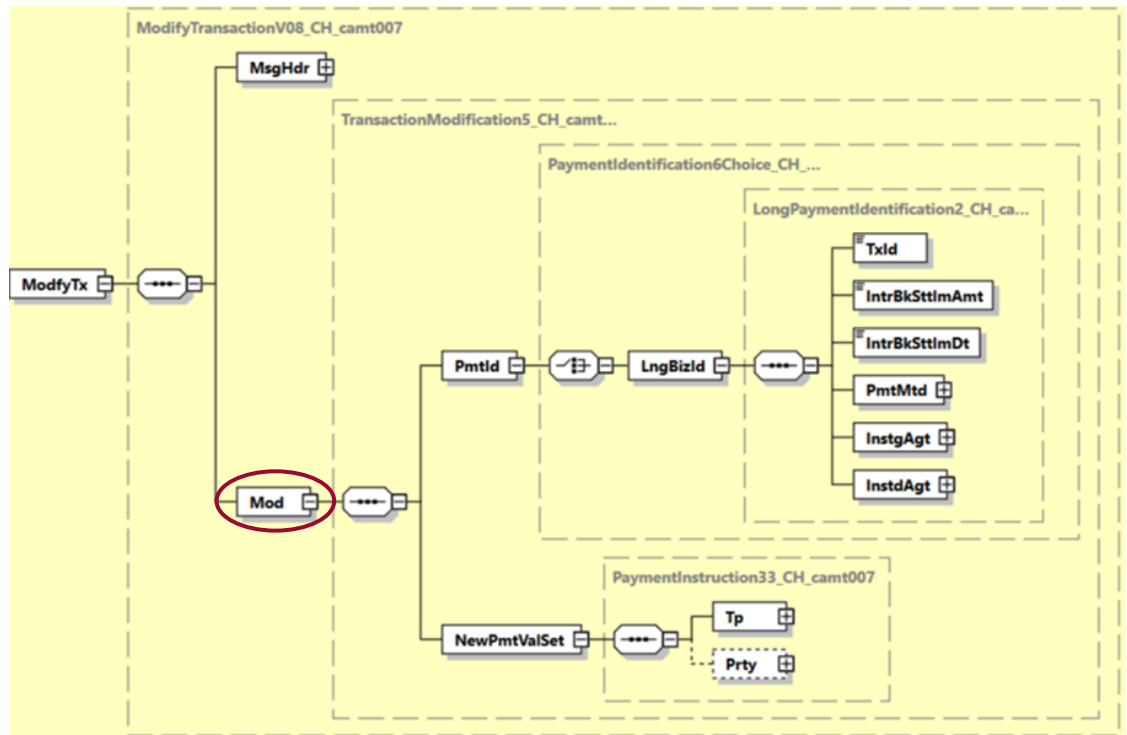 ModifyTransactionV08_CH_camt007
MsgHdr
TransactionModification5_CH_camt...
PaymentIdentification6Choice_CH_...
LongPaymentIdentification2_CH_ca...
TxId
ModfyTx
IntrBkSttlmAmt
IntrBkSttlmDt
PmtId
LngBizId
PmtMtd
InstgAgt
InstdAgt
Mod
PaymentInstruction33_CH_camt007
Tp
NewPmtValSet
Prty